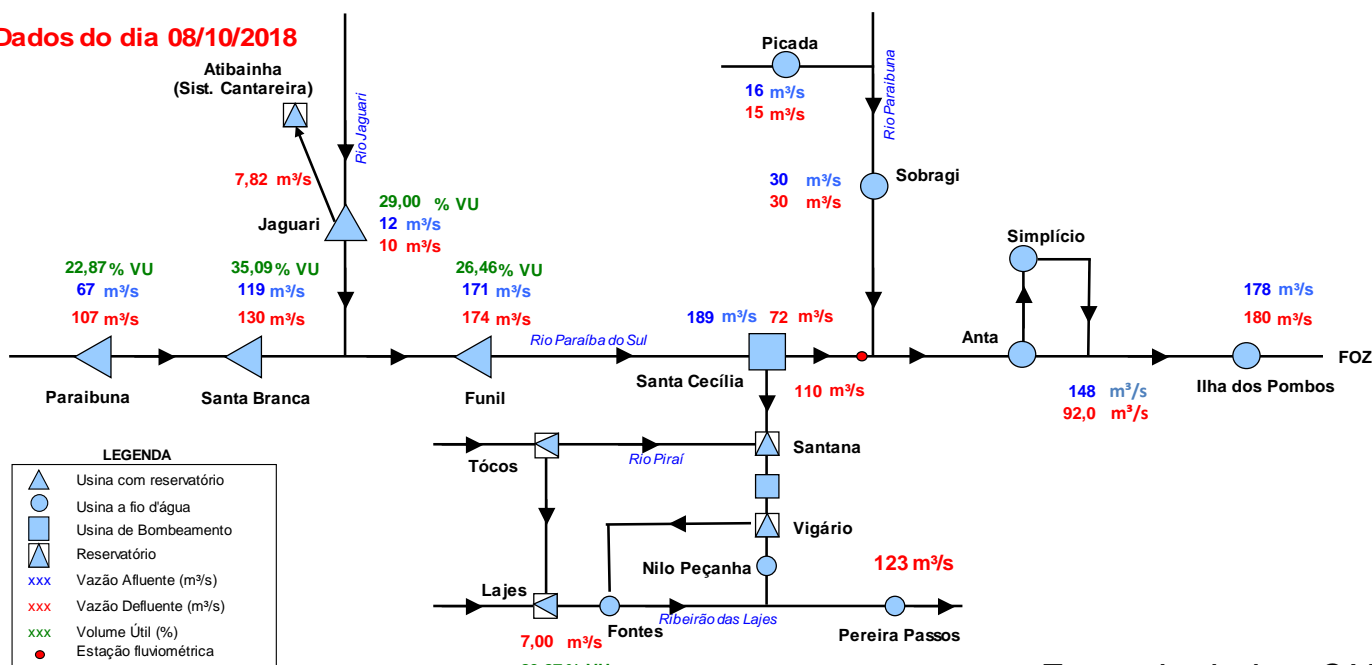 Dados do dia 08/10/2018
Atibainha
(Sist. Cantareira)
Rio Jaguari
7,82 m³/s
Jaguari
29,00 % VU
12 m³/s
10 m³/s
Picada
16 m³/s
15 m³/s
Rio Paraibuna
30 m³/s
30 m³/s
Sobragi
22,87 % VU
67 m³/s
107 m³/s
Paraibuna
35,09 % VU
119 m³/s
130 m³/s
Santa Branca
26,46 % VU
171 m³/s
174 m³/s
Funil
Rio Paraíba do Sul
189 m³/s 72 m³/s
Santa Cecília
110 m³/s
Simplício
Anta
148 m³/s
92,0 m³/s
178 m³/s
180 m³/s
Ilha dos Pombos
FOZ
Tócos
Rio Piraí
Santana
Vigário
Nilo Peçanha
123 m³/s
Lajes
7,00 m³/s
Fontes
Ribeirão das Lajes
Pereira Passos
LEGENDA
Usina com reservatório
Usina a fio d'água
Usina de Bombeamento
Reservatório
xxx Vazão Afluente (m³/s)
xxx Vazão Defluente (m³/s)
xxx Volume Útil (%)
Estação fluviométrica